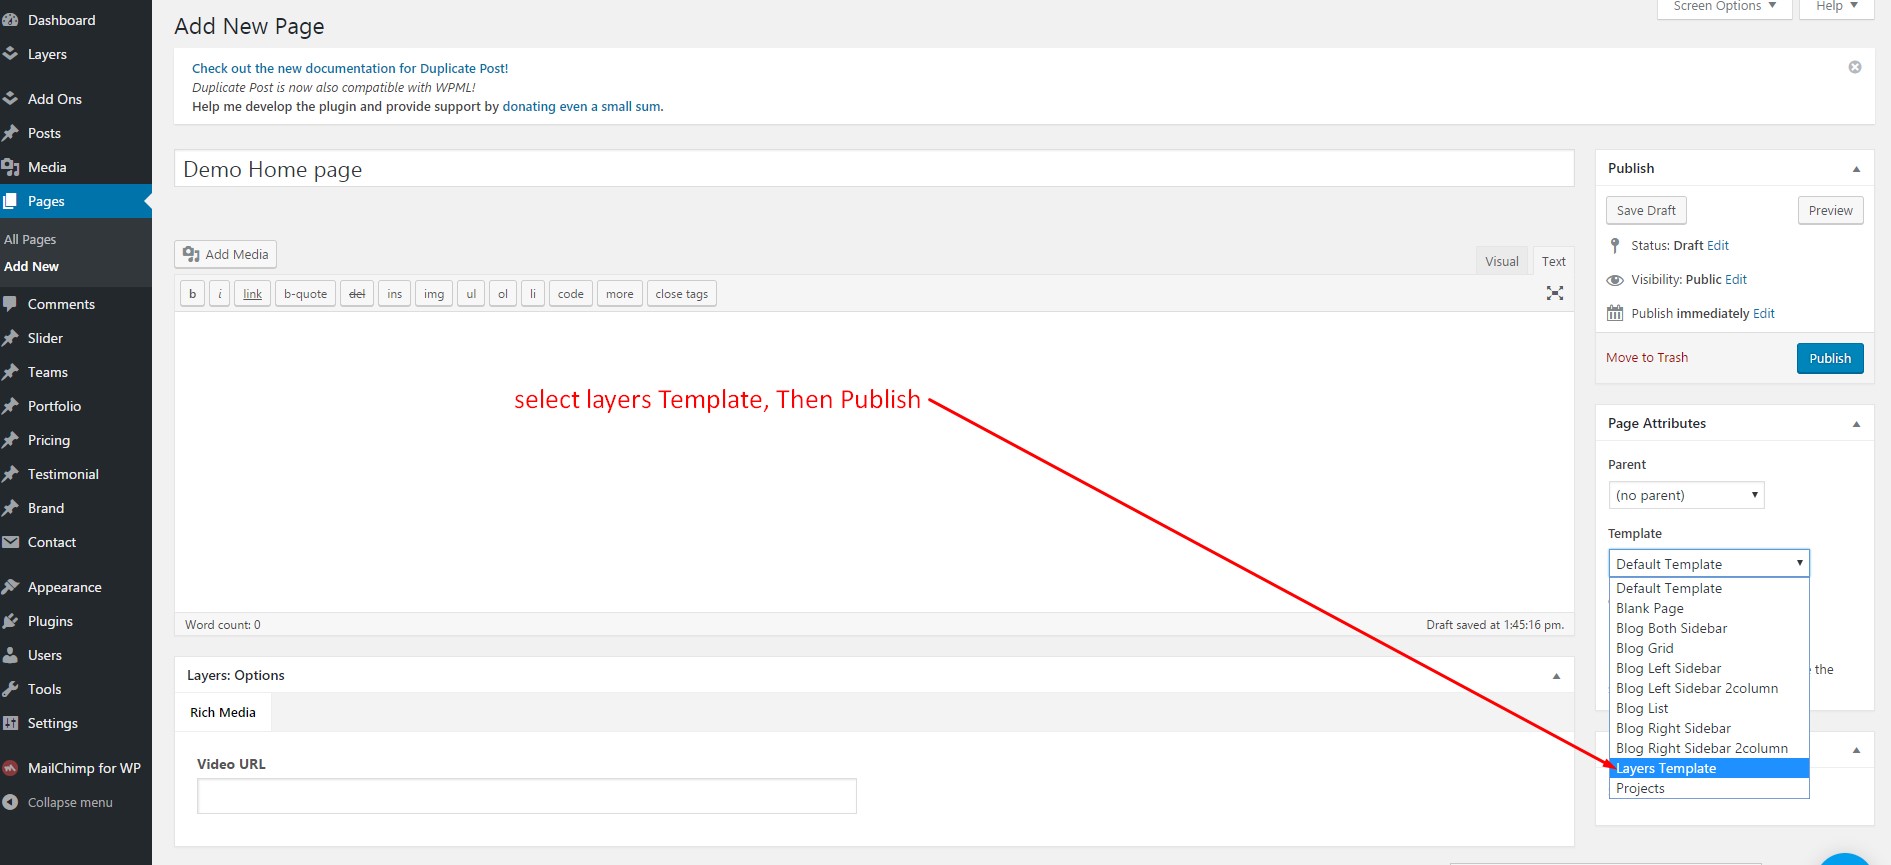 Dashboard
Layers
Add Ons
Posts
Media
Pages
All Pages
Add New
Comments
Slider
Teams
Portfolio
Pricing
Testimonial
Brand
Contact
Appearance
Plugins
Users
Tools
Settings
MailChimp for WP
Collapse menu
Screen Options
Help
Add New Page
Check out the new documentation for Duplicate Post!
Duplicate Post is now also compatible with WPML!
Help me develop the plugin and provide support by donating even a small sum.
Demo Home page
Add Media
Visual
Text
b
i
link
b-quote
del
ins
img
ul
ol
li
code
more
close tags
select layers Template, Then Publish
Word count: 0
Draft saved at 1:45:16 pm.
Layers: Options
Rich Media
Video URL
Publish
Save Draft
Preview
Status: Draft Edit
Visibility: Public Edit
Publish immediately Edit
Move to Trash
Publish
Page Attributes
Parent
(no parent)
Template
Default Template
Default Template
Blank Page
Blog Both Sidebar
Blog Grid
Blog Left Sidebar
the
Blog Left Sidebar 2column
Blog List
Blog Right Sidebar
Blog Right Sidebar 2column
Layers Template
Projects